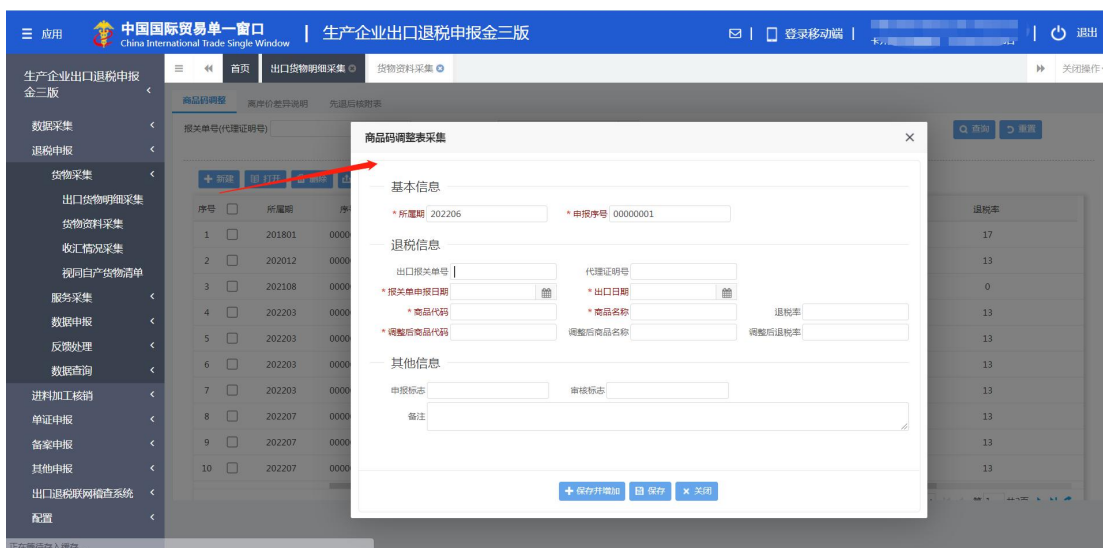 应用
中国国际贸易单一窗口
China International Trade Single Window
生产企业出口退税申报金三版
登录移动端
退出
首页
出口货物明细采集
货物资料采集
关闭操作
生产企业出口退税申报
金三版
数据采集
退税申报
货物采集
出口货物明细采集
货物资料采集
收汇情况采集
视同自产货物清单
服务采集
数据申报
反馈处理
数据查询
进料加工核销
单证申报
备案申报
其他申报
出口退税联网稽查系统
配置
商品码调整
离岸价差异说明
先退后核附表
报关单号(代理证明号)
查询
重置
新建
打开
删除
序号
所属期
退税率
1 201801 17
2 202012 13
3 202108 0
4 202203 13
5 202203 13
6 202203 13
7 202203 13
8 202207 13
9 202207 13
10 202207 13
商品码调整表采集
×
基本信息
* 所属期 202206
* 申报序号 00000001
退税信息
出口报关单号
代理证明号
* 报关单申报日期
* 出口日期
* 商品代码
* 商品名称
退税率
* 调整后商品代码
调整后商品名称
调整后退税率
其他信息
申报标志
审核标志
备注
保存并增加
保存
关闭